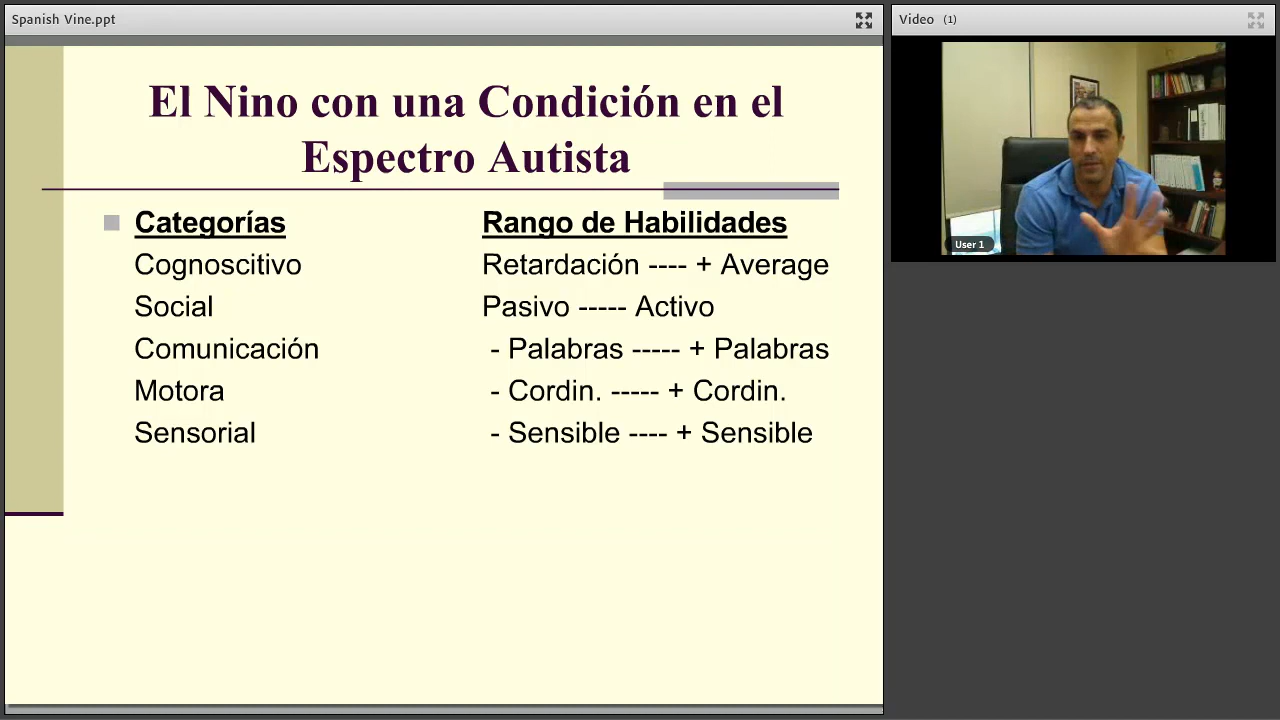 Spanish Vine.ppt
Video (1)
El Nino con una Condición en el
Espectro Autista
Categorías Rango de Habilidades
Cognoscitivo Retardación ---- + Average
Social Pasivo ----- Activo
Comunicación - Palabras ----- + Palabras
Motora - Cordin. ----- + Cordin.
Sensorial - Sensible ---- + Sensible
User 1